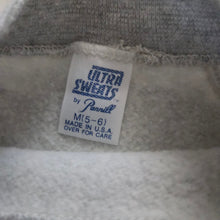 ULTRA
SWEATS
by Pannill
M(5-6)
MADE IN U.S.A.
OVER FOR CARE